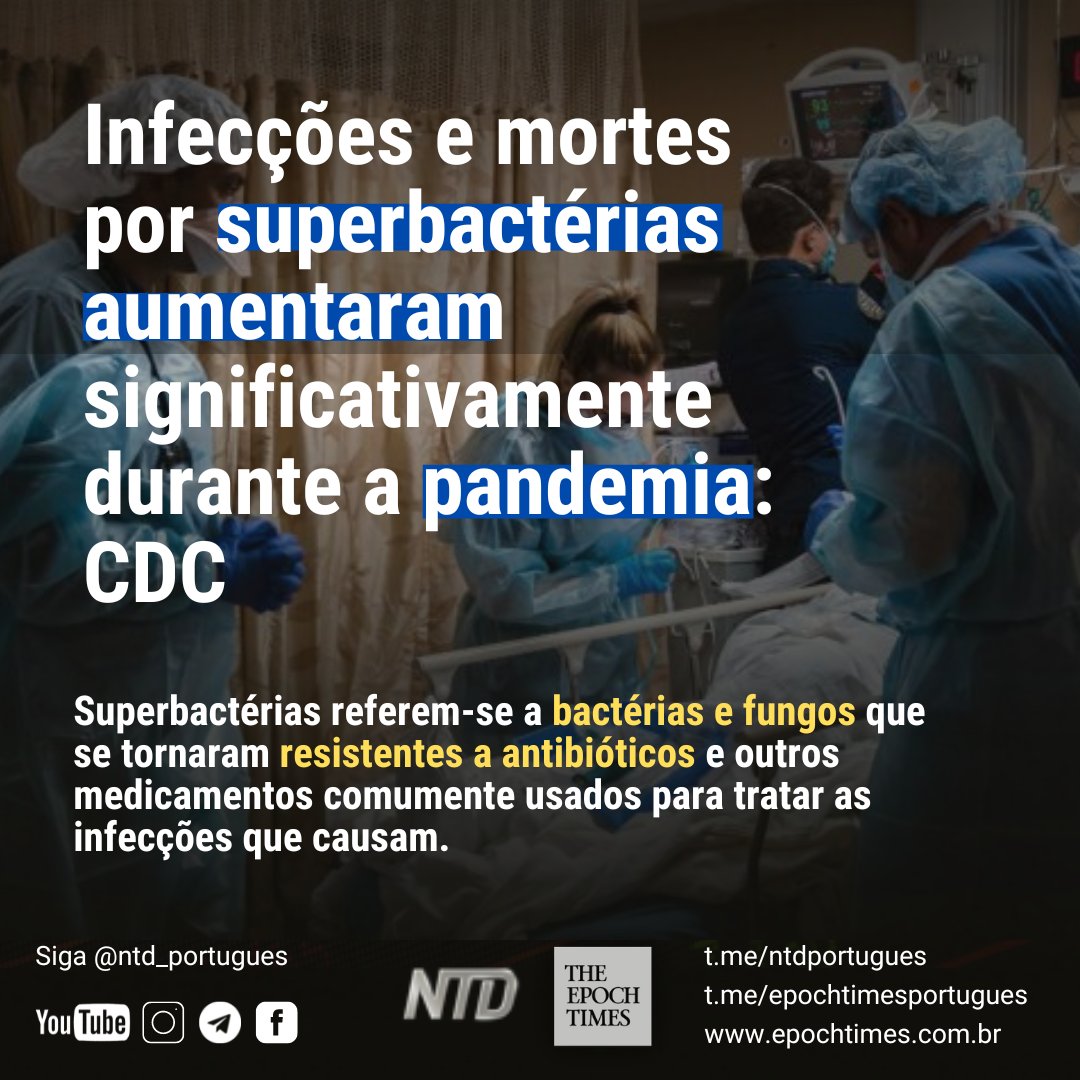 Infecções e mortes
por superbactérias
aumentaram
significativamente
durante a pandemia:
CDC
Superbactérias referem-se a bactérias e fungos que
se tornaram resistentes a antibióticos e outros
medicamentos comumente usados para tratar as
infecções que causam.
Siga @ntd_portugues
YouTube
NTD
THE
EPOCH
TIMES
t.me/ntdportugues
t.me/epochtimesportugues
www.epochtimes.com.br